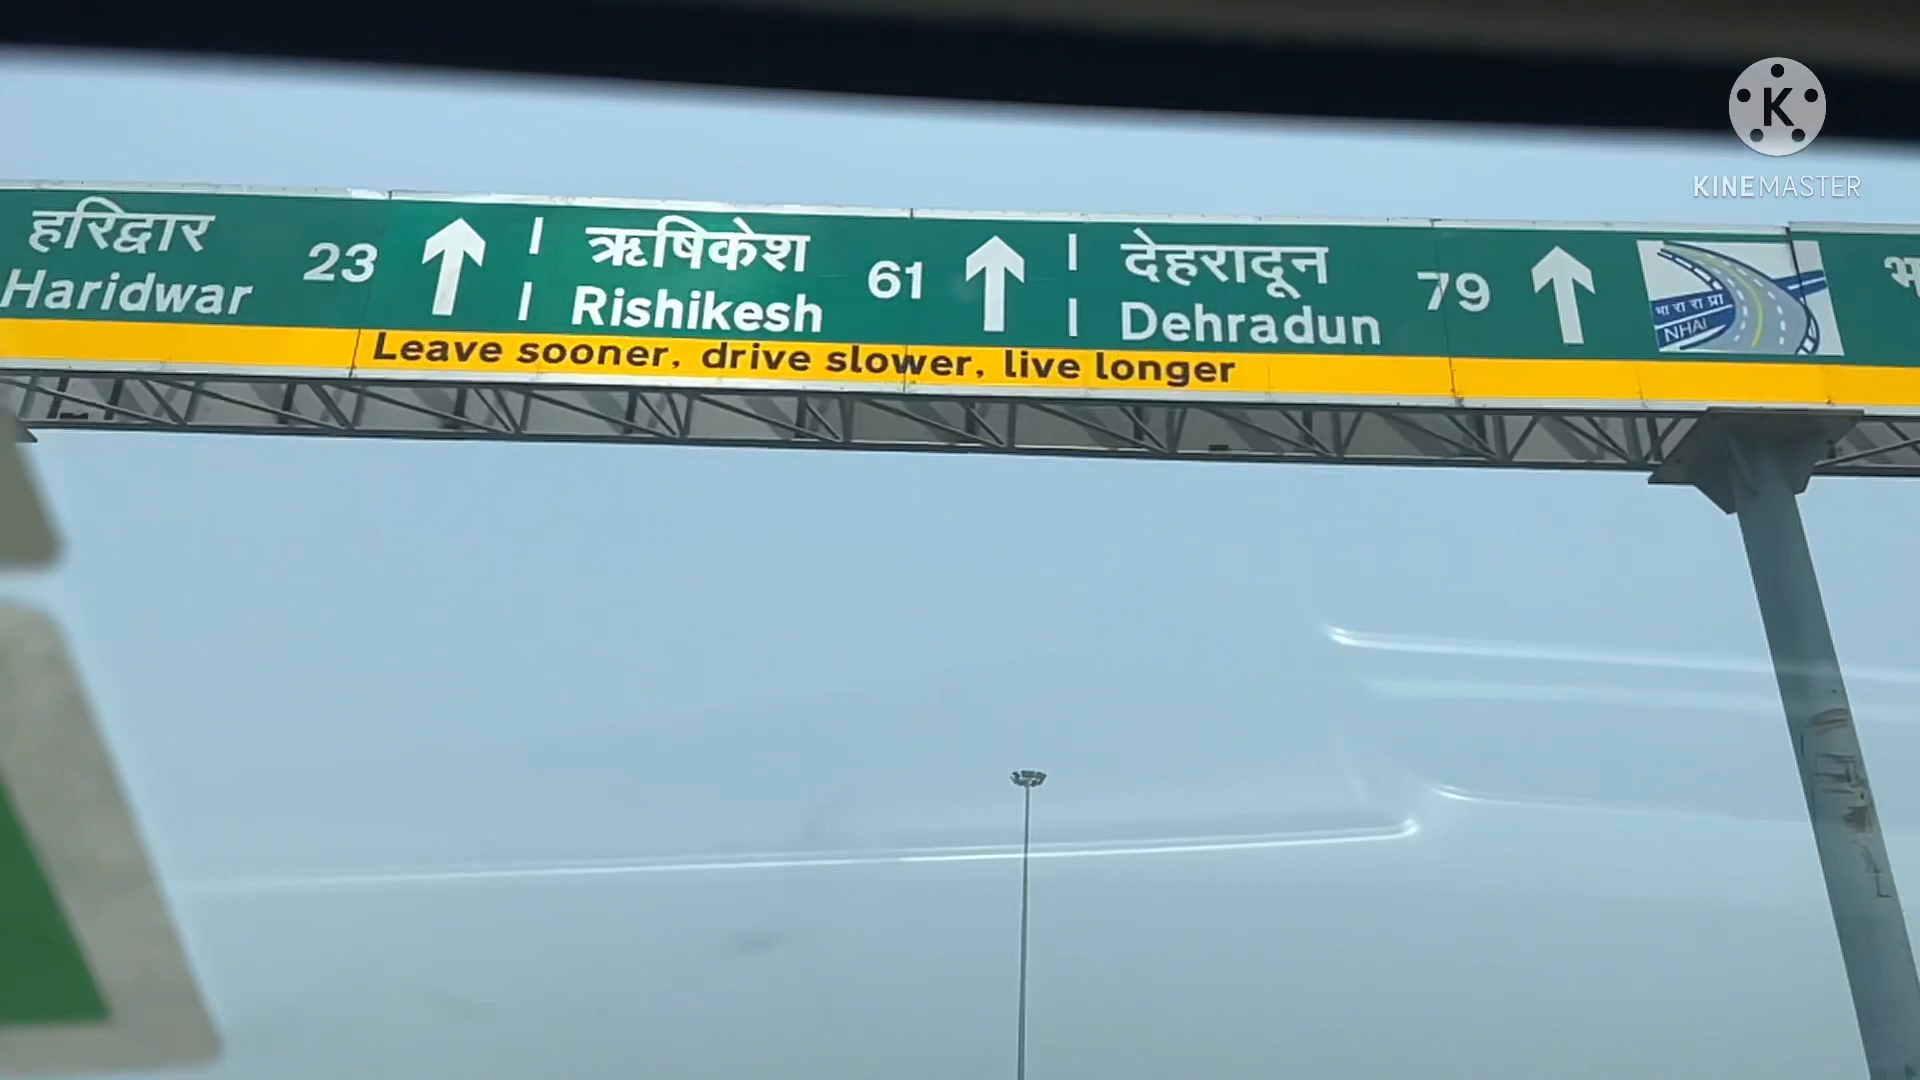 हरिद्वार
Haridwar
23
ऋषिकेश
Rishikesh
61
देहरादून
Dehradun
79
भा रा रा प्रा
NHAI
Leave sooner, drive slower, live longer
K
KINEMASTER